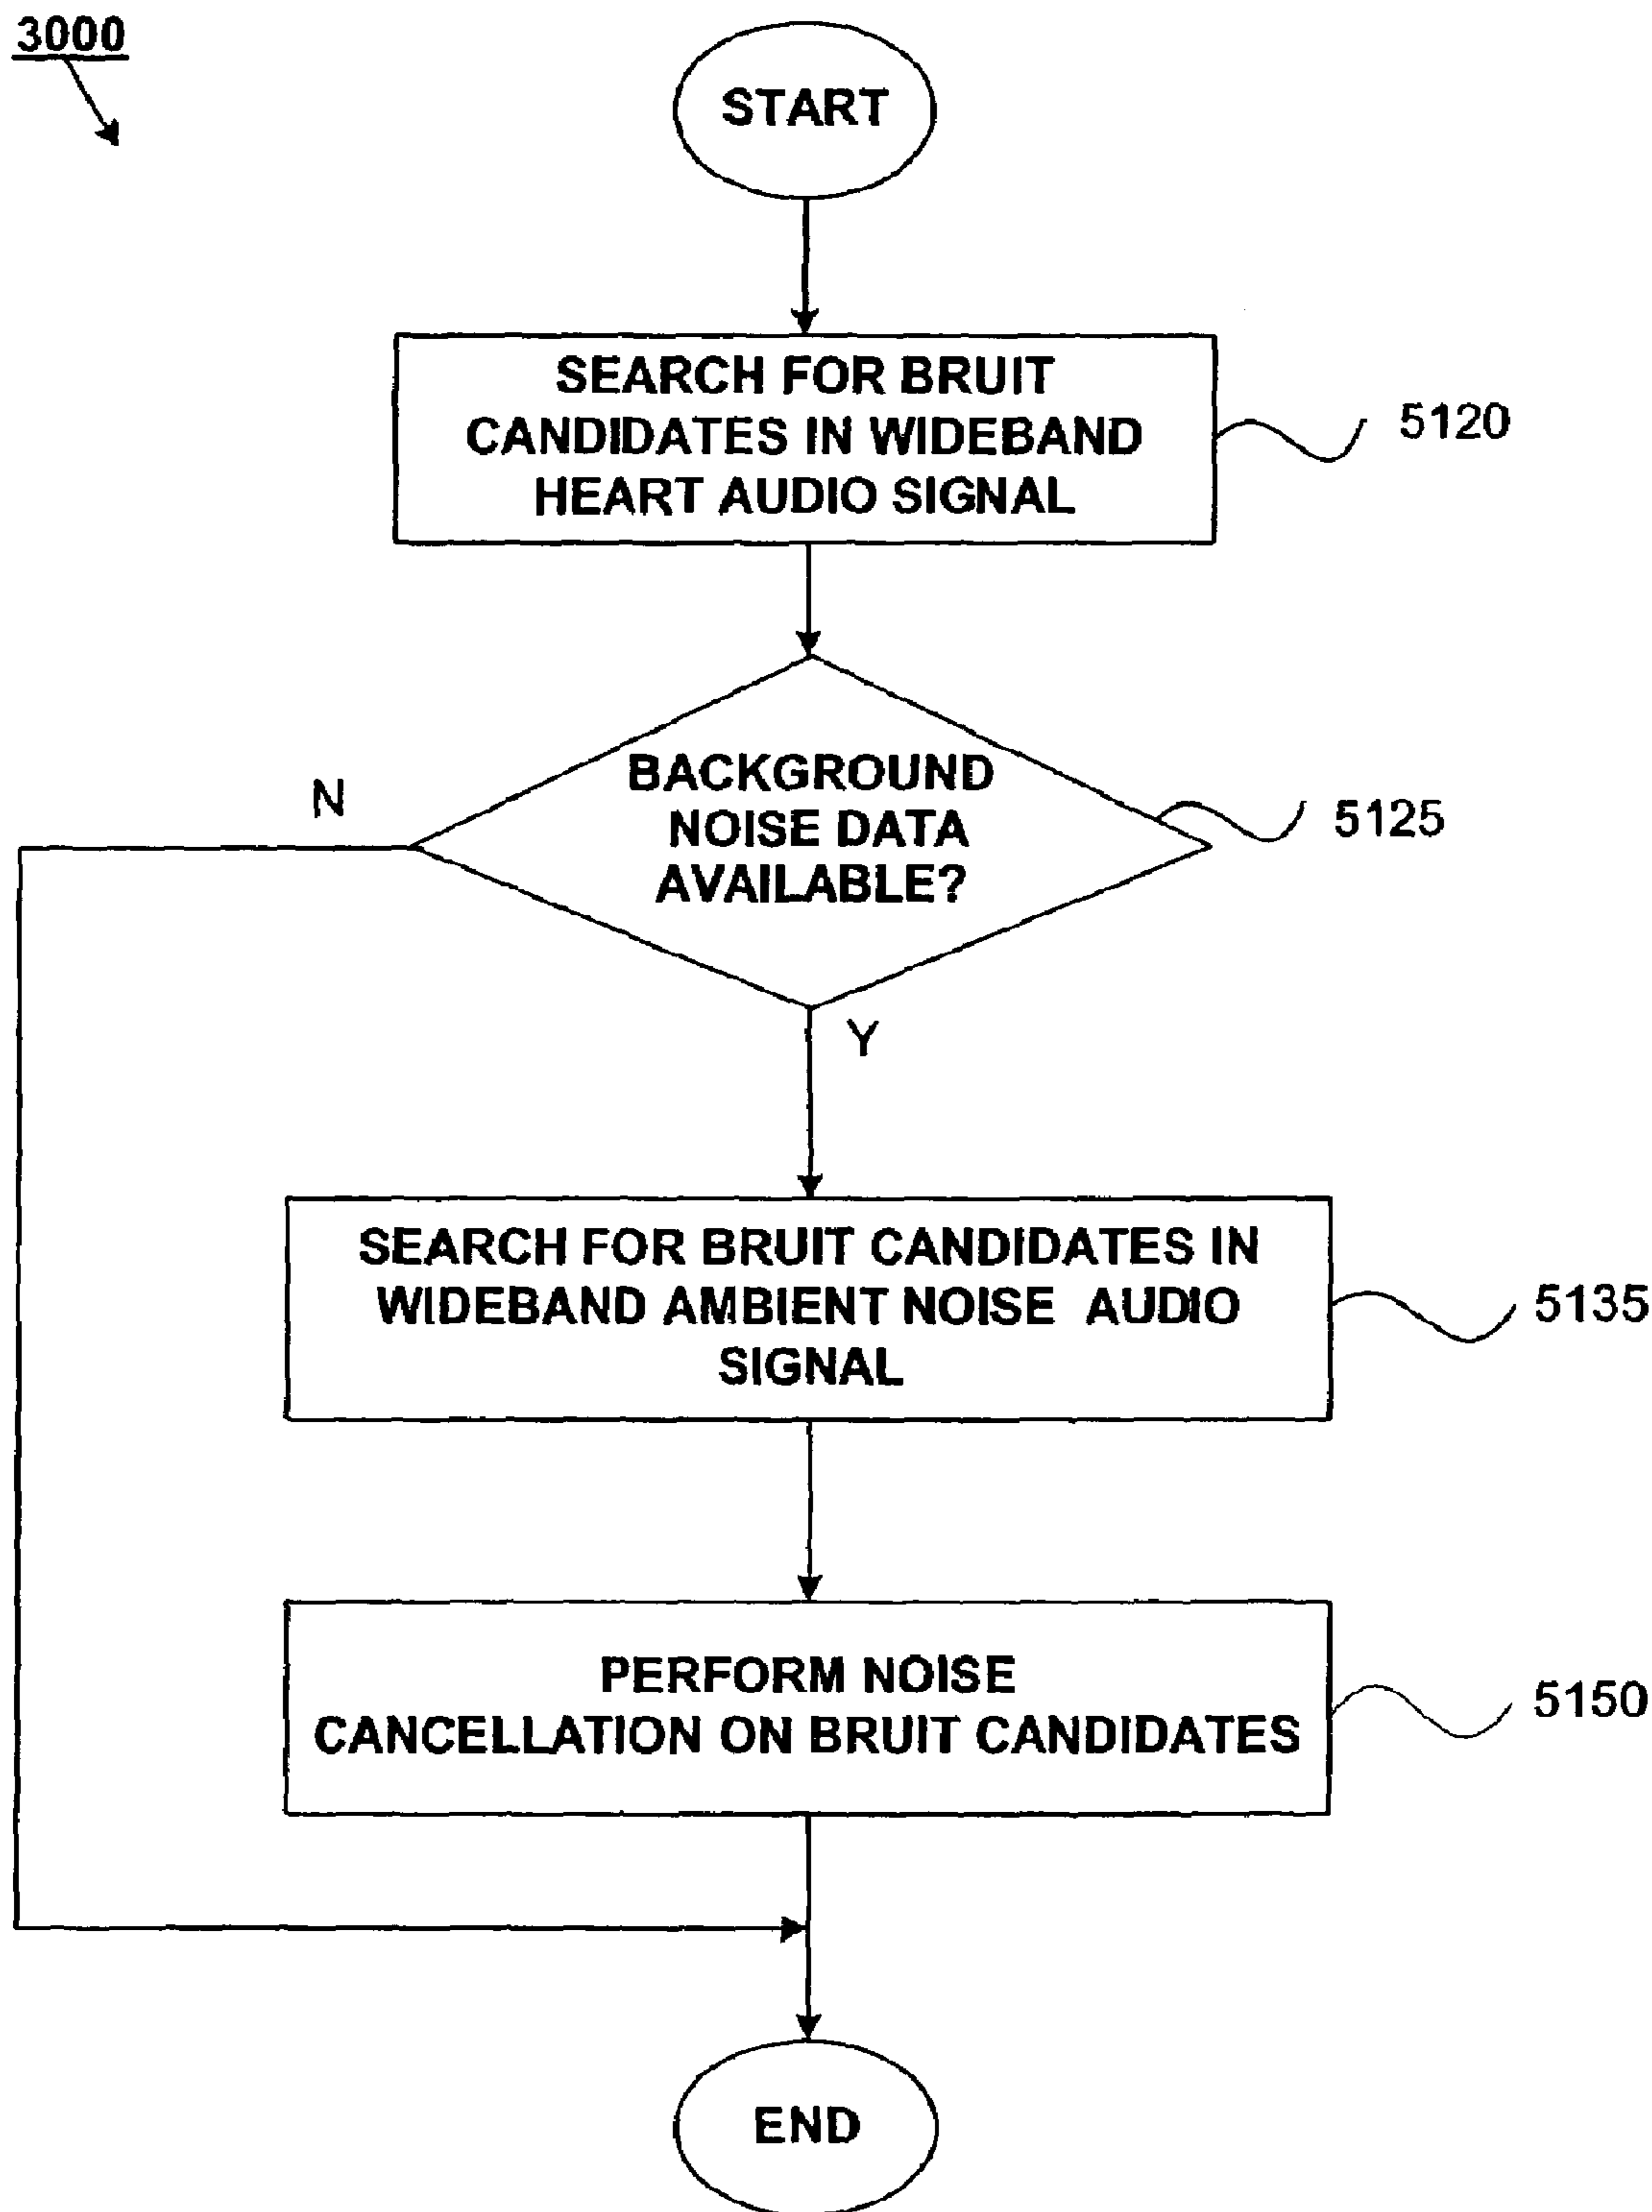 3000
START
SEARCH FOR BRUIT
CANDIDATES IN WIDEBAND
HEART AUDIO SIGNAL
5120
BACKGROUND
NOISE DATA
AVAILABLE?
N
5125
Y
SEARCH FOR BRUIT CANDIDATES IN
WIDEBAND AMBIENT NOISE AUDIO
SIGNAL
5135
PERFORM NOISE
CANCELLATION ON BRUIT CANDIDATES
5150
END